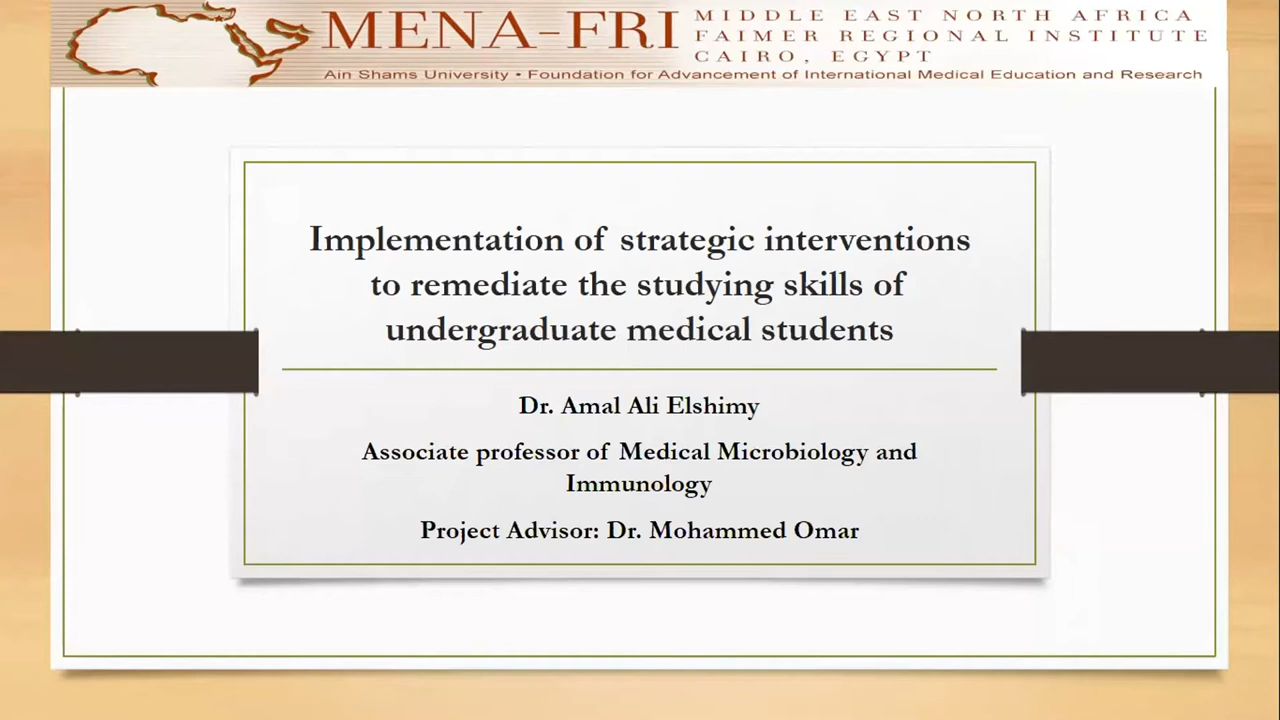 MENA-FRI
MIDDLE EAST NORTH AFRICA
FAIMER REGIONAL INSTITUTE
CAIRO, EGYPT
Ain Shams University • Foundation for Advancement of International Medical Education and Research
Implementation of strategic interventions
to remediate the studying skills of
undergraduate medical students
Dr. Amal Ali Elshimy
Associate professor of Medical Microbiology and
Immunology
Project Advisor: Dr. Mohammed Omar